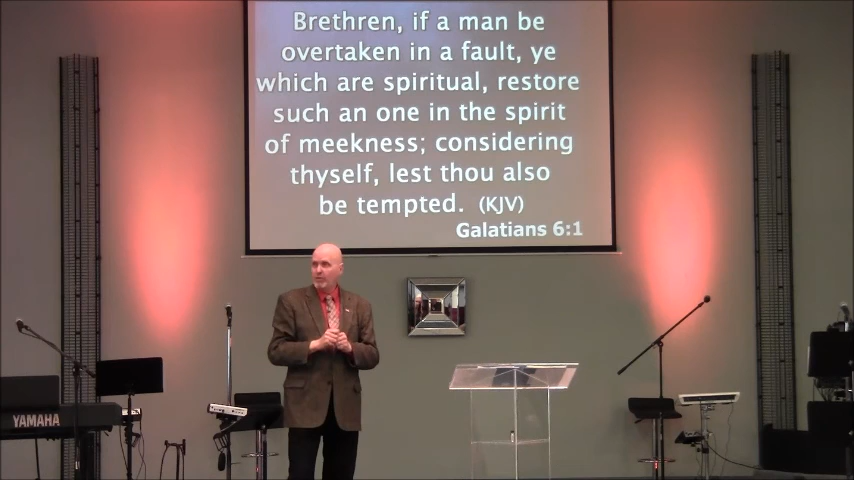 Brethren, if a man be
overtaken in a fault, ye
which are spiritual, restore
such an one in the spirit
of meekness; considering
thyself, lest thou also
be tempted. (KJV)
Galatians 6:1
YAMAHA